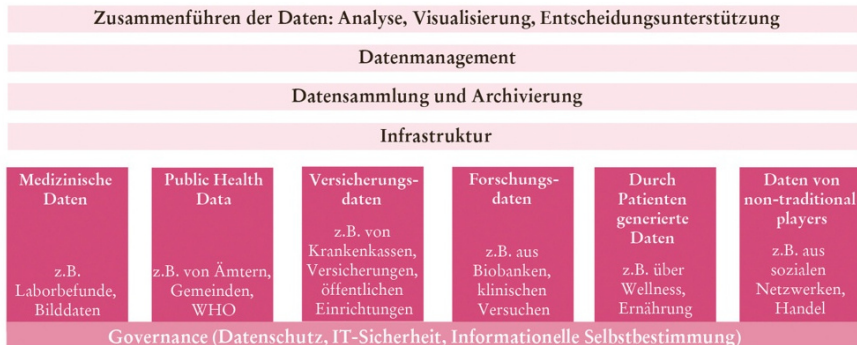 Zusammenführen der Daten: Analyse, Visualisierung, Entscheidungsunterstützung
Datenmanagement
Datensammlung und Archivierung
Infrastruktur
Medizinische
Daten
z.B.
Laborbefunde,
Bilddaten
Public Health
Data
z.B. von Ämtern,
Gemeinden,
WHO
Versicherungs-
daten
z.B. von
Krankenkassen,
Versicherungen,
öffentlichen
Einrichtungen
Forschungs-
daten
z.B. aus
Biobanken,
klinischen
Versuchen
Durch
Patienten
generierte
Daten
z.B. über
Wellness,
Ernährung
Daten von
non-traditional
players
z.B. aus
sozialen
Netzwerken,
Handel
Governance (Datenschutz, IT-Sicherheit, Informationelle Selbstbestimmung)